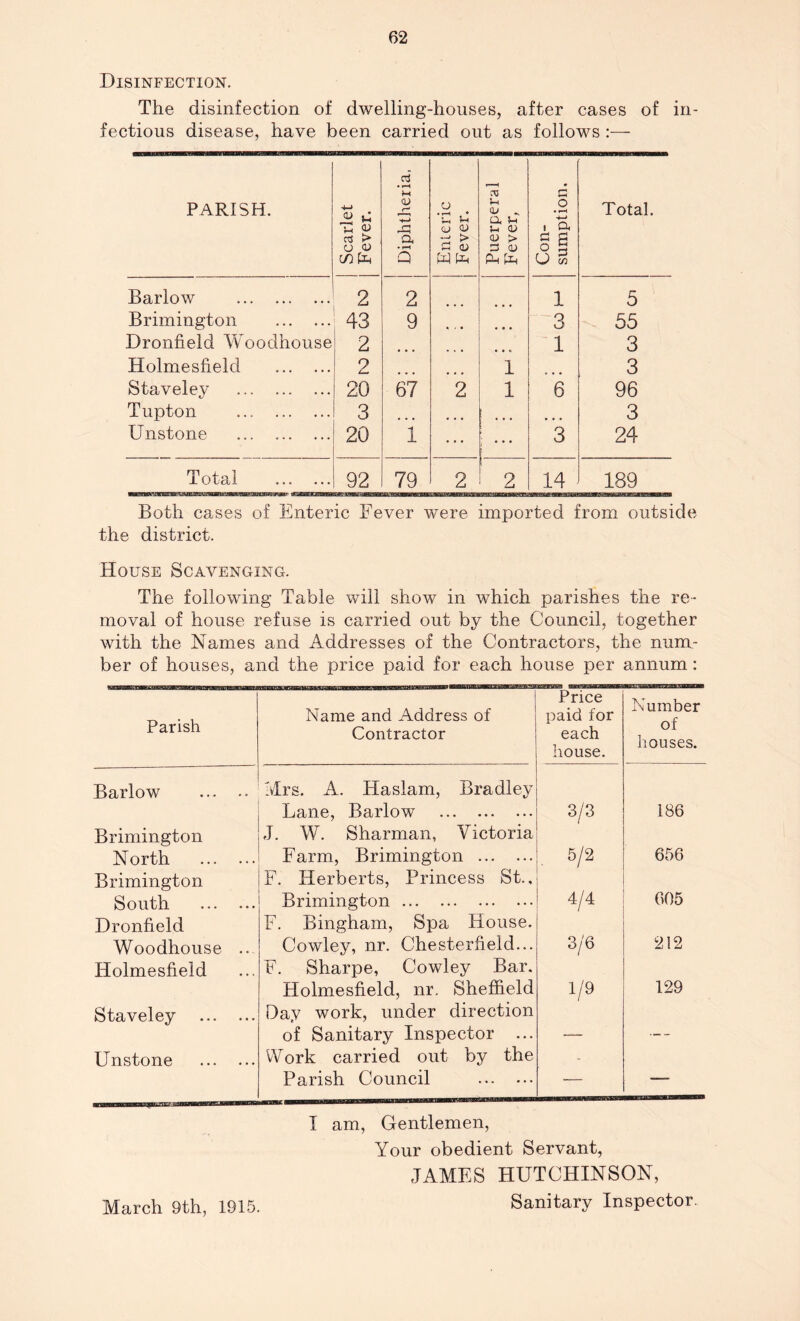 62
DISINFECTION.
The disinfection of dwelling-houses, after cases of in-
fectious disease, have been carried out as follows :—
PARISH. Scarlet Fever. Diphtheria. Enteric Fever. Puerperal Fever, Con-sumption. Total.
Barlow ... ... ... 2 2 ... ... 1 5
Brimington ... ... 43 9 ... ... 3 55
Dronfield Woodhouse 2 ... ... ... 1 3
Holmesfield ... ... 2 ... ... 1 ... 3
Staveley ... ... ... 20 67 2 1 6 96
Tupton ... ... ... 3 ... ... ... ... 3
Unstone ... ... ... 20 1 ... ... 3 24
Total ... ... 92 79 2 2 14 189
Both cases of Enteric Fever were imported from outside
the district.
HOUSE SCAVENGING.
The following Table will show in which parishes the re-
moval of house refuse is carried out by the Council, together
with the Names and Addresses of the Contractors, the num-
ber of houses, and the price paid for each house per annum :
Parish Name and Address of Contractor Price paid for each house. Number of houses.
Barlow ... .. Mrs. A. Haslam, Bradley
Lane, Barlow ... ... ... 3/3 186
Brimington J. W. Sharman, Victoria
North ... ... Farm, Brimington ... ... 5/2 656
Brimington F. Herberts, Princess St.,
South ... ... Brimington ... ... ... ... 4/4 605
Dronfield F. Bingham, Spa House.
Woodhouse .. Cowley, nr. Chesterfield... 3/6 212
Holmesfield ... F. Sharpe, Cowley Bar.
Holmesfield, nr. Sheffield 1/9 129
Staveley ... ... Day work, under direction
of Sanitary Inspector ... — —
Unstone ... ... Work carried out by the
Parish Council ... ... — —
I am, Gentlemen,
Your obedient Servant,
JAMES HUTCHINSON,
March 9th, 1915. Sanitary Inspector.